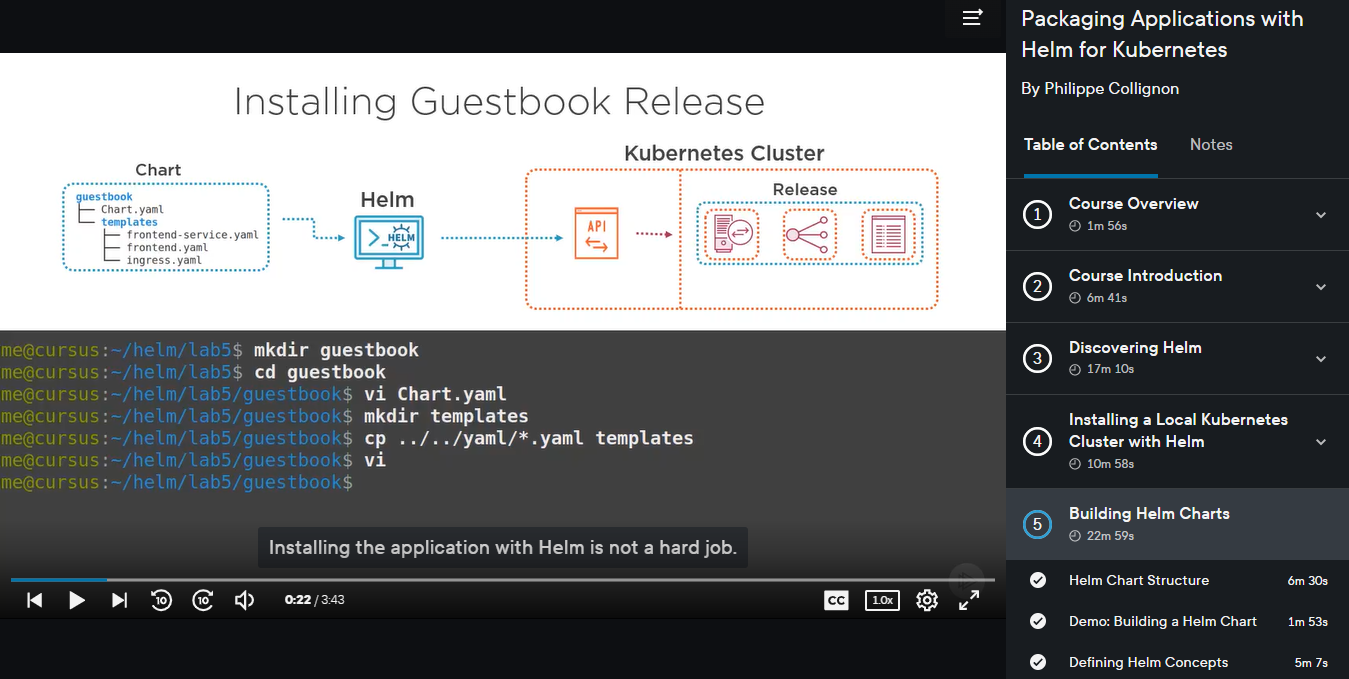 Installing Guestbook Release
Chart
guestbook
Chart.yaml
templates
frontend-service.yaml
frontend.yaml
ingress.yaml
Helm
HELM
Kubernetes Cluster
API
Release
me@cursus:~/helm/lab5$ mkdir guestbook
me@cursus:~/helm/lab5$ cd guestbook
me@cursus:~/helm/lab5/guestbook$ vi Chart.yaml
me@cursus:~/helm/lab5/guestbook$ mkdir templates
me@cursus:~/helm/lab5/guestbook$ cp ../../yaml/*.yaml templates
me@cursus:~/helm/lab5/guestbook$ vi
me@cursus:~/helm/lab5/guestbook$
Installing the application with Helm is not a hard job.
10
10
0:22 / 3:43
CC
1.0x
Packaging Applications with
Helm for Kubernetes
By Philippe Collignon
Table of Contents
Notes
1
Course Overview
1m 56s
2
Course Introduction
6m 41s
3
Discovering Helm
17m 10s
4
Installing a Local Kubernetes
Cluster with Helm
10m 58s
5
Building Helm Charts
22m 59s
Helm Chart Structure 6m 30s
Demo: Building a Helm Chart 1m 53s
Defining Helm Concepts 5m 7s